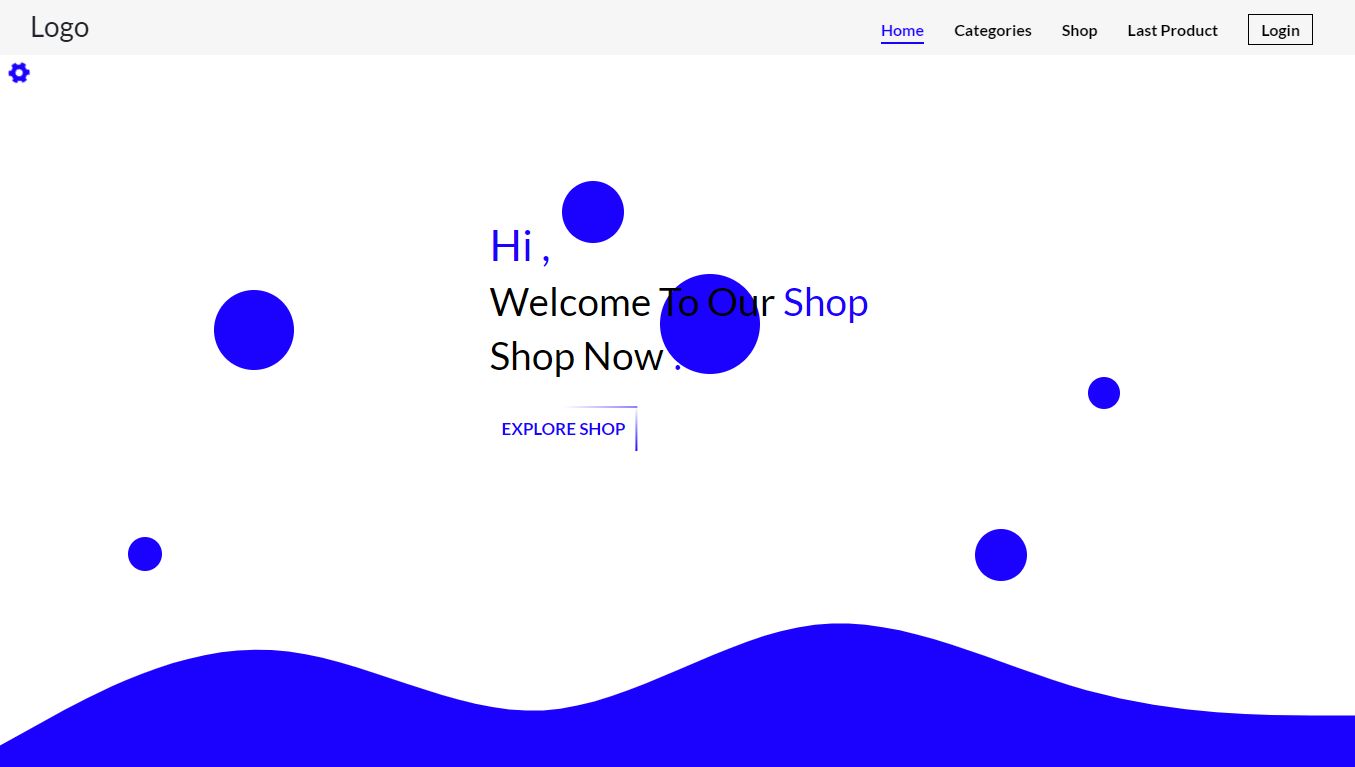 Logo
Home Categories Shop Last Product Login
Hi ,
Welcome To Our Shop
Shop Now .
EXPLORE SHOP